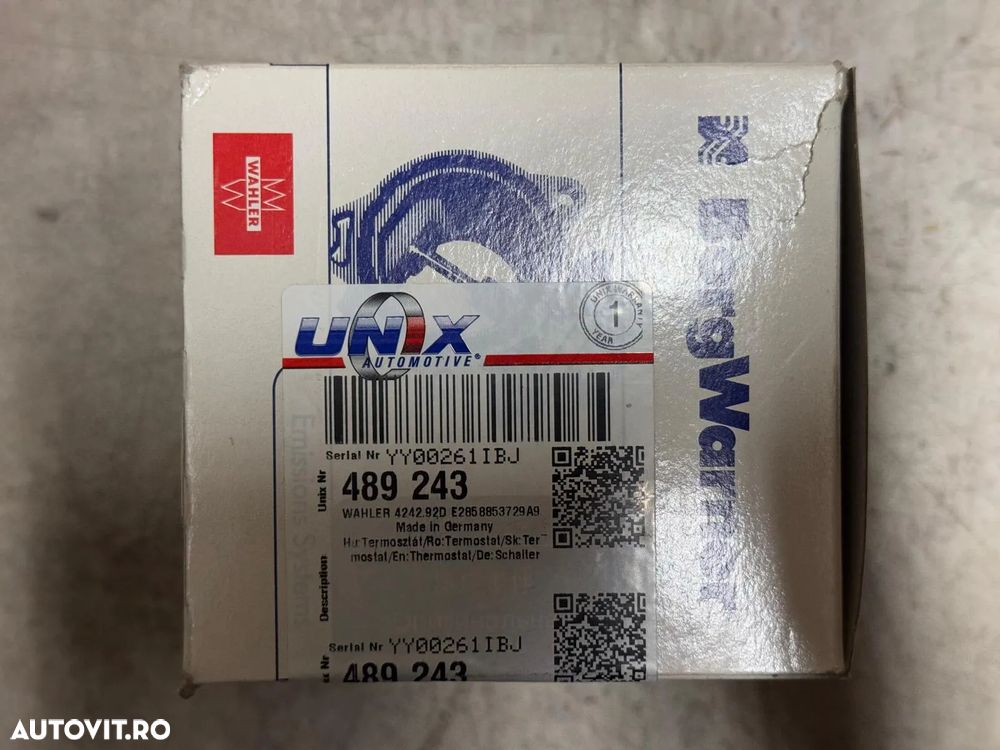 WAHLER
BorgWarner
UNIX
AUTOMOTIVE®
UNIX WARRANTY
1
YEAR
Serial Nr YY00261IBJ
Unix Nr
489 243
WAHLER 4242.92D E2858853729A9
Made in Germany
Description
Hu:Termosztát/Ro:Termostat/Sk:Ter-
mostat/En:Thermostat/De:Schalter
Emissions Systems
Serial Nr YY00261IBJ
489 243
AUTOVIT.RO